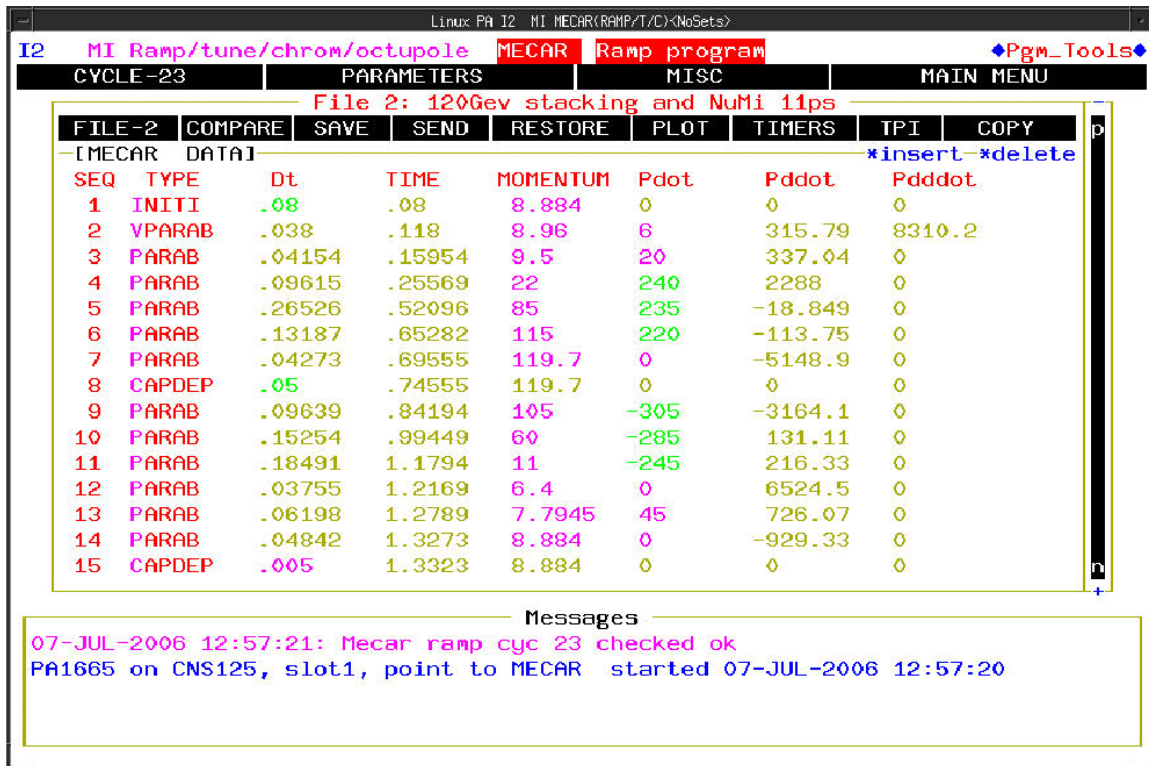 Linux PA I2 MI MECAR(RAMP/T/C)<NoSets>
I2 MI Ramp/tune/chrom/octupole MECAR Ramp program ◆Pgm_Tools◆
CYCLE-23 PARAMETERS MISC MAIN MENU
File 2: 120Gev stacking and NuMi 11ps
FILE-2 COMPARE SAVE SEND RESTORE PLOT TIMERS TPI COPY p
[MECAR DATA] *insert *delete
SEQ TYPE Dt TIME MOMENTUM Pdot Pddot Pdddot
1 INITI .08 .08 8.884 0 0 0
2 VPARAB .038 .118 8.96 6 315.79 8310.2
3 PARAB .04154 .15954 9.5 20 337.04 0
4 PARAB .09615 .25569 22 240 2288 0
5 PARAB .26526 .52096 85 235 -18.849 0
6 PARAB .13187 .65282 115 220 -113.75 0
7 PARAB .04273 .69555 119.7 0 -5148.9 0
8 CAPDEP .05 .74555 119.7 0 0 0
9 PARAB .09639 .84194 105 -305 -3164.1 0
10 PARAB .15254 .99449 60 -285 131.11 0
11 PARAB .18491 1.1794 11 -245 216.33 0
12 PARAB .03755 1.2169 6.4 0 6524.5 0
13 PARAB .06198 1.2789 7.7945 45 726.07 0
14 PARAB .04842 1.3273 8.884 0 -929.33 0
15 CAPDEP .005 1.3323 8.884 0 0 0 n
+
Messages
07-JUL-2006 12:57:21: Mecar ramp cyc 23 checked ok
PA1665 on CNS125, slot1, point to MECAR started 07-JUL-2006 12:57:20